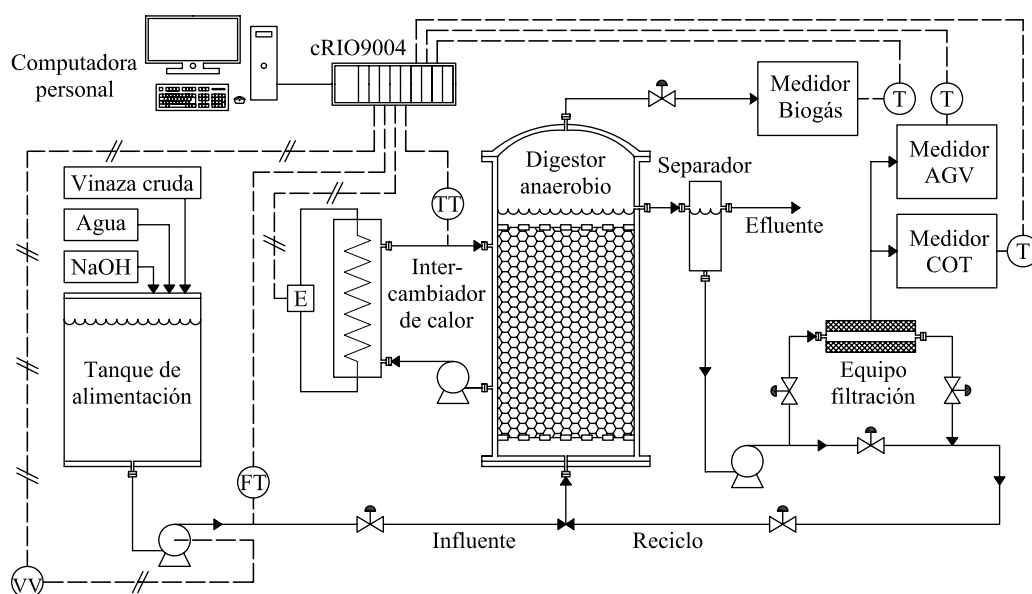 cRIO9004
Computadora
personal
Medidor
Biogás
T
T
Vinaza cruda
Agua
NaOH
TT
Digestor
anaerobio
Separador
Efluente
Medidor
AGV
Medidor
COT
T
E
Inter-
cambiador
de calor
Tanque de
alimentación
Equipo
filtración
FT
Influente
Reciclo
VV